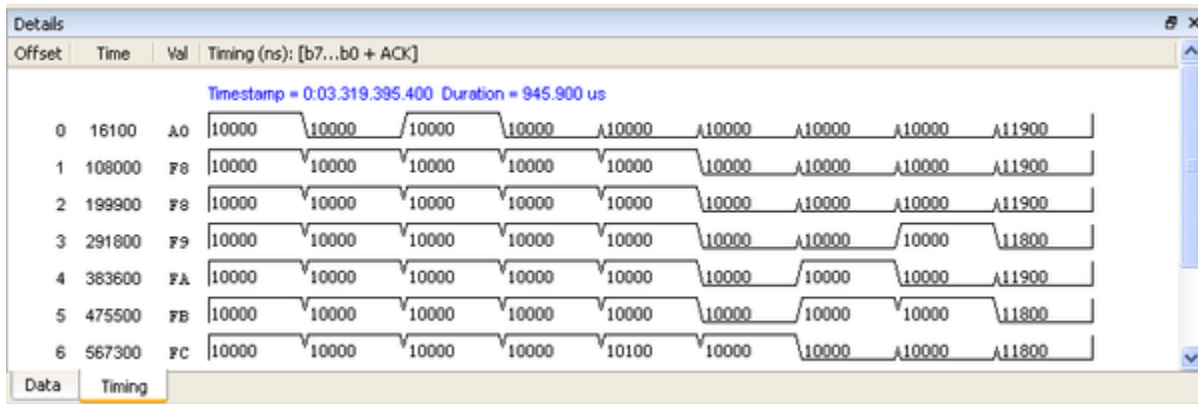 Details
Offset Time Val Timing (ns): [b7...b0 + ACK]
Timestamp = 0:03.319.395.400 Duration = 945.900 us
0 16100 A0 10000 10000 10000 10000 10000 10000 10000 10000 11900
1 108000 F8 10000 10000 10000 10000 10000 10000 10000 10000 11900
2 199900 F8 10000 10000 10000 10000 10000 10000 10000 10000 11900
3 291800 F9 10000 10000 10000 10000 10000 10000 10000 10000 11800
4 383600 FA 10000 10000 10000 10000 10000 10000 10000 10000 11900
5 475500 FB 10000 10000 10000 10000 10000 10000 10000 10000 11800
6 567300 FC 10000 10000 10000 10000 10100 10000 10000 10000 11800
Data Timing